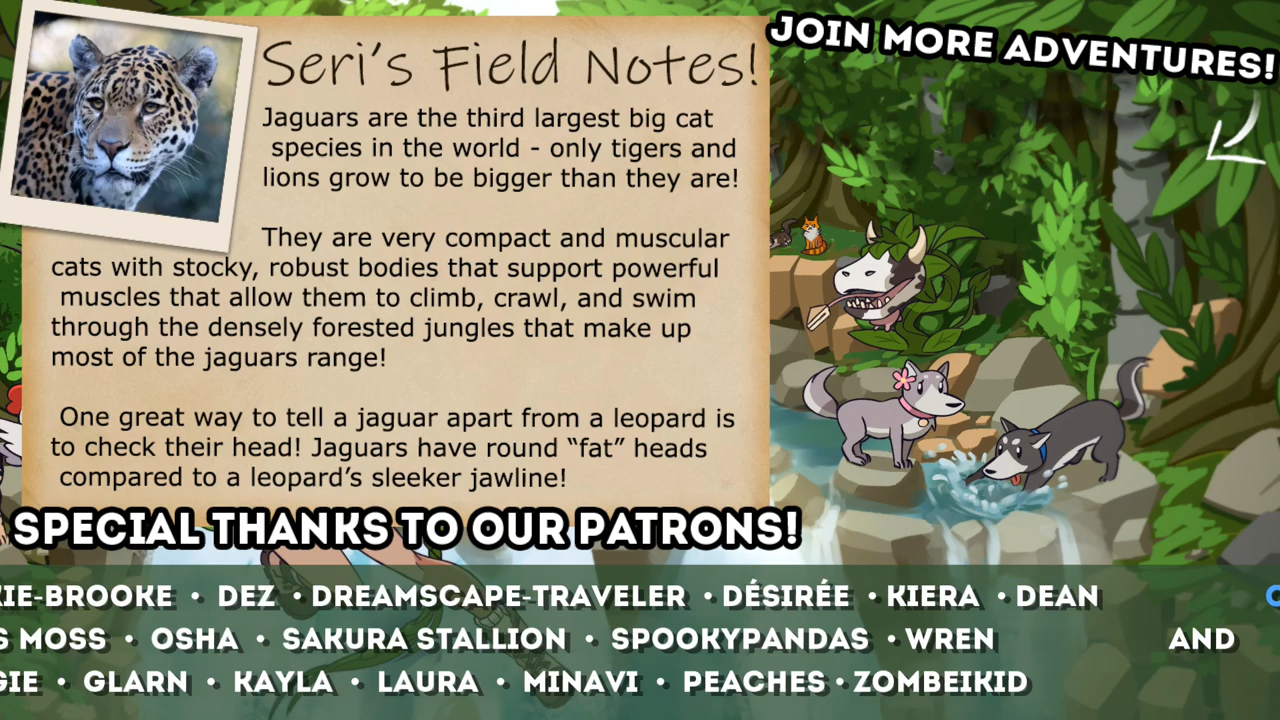 Seri's Field Notes!
JOIN MORE ADVENTURES!
Jaguars are the third largest big cat
species in the world - only tigers and
lions grow to be bigger than they are!
They are very compact and muscular
cats with stocky, robust bodies that support powerful
muscles that allow them to climb, crawl, and swim
through the densely forested jungles that make up
most of the jaguars range!
One great way to tell a jaguar apart from a leopard is
to check their head! Jaguars have round “fat” heads
compared to a leopard’s sleeker jawline!
SPECIAL THANKS TO OUR PATRONS!
KIE-BROOKE • DEZ • DREAMSCAPE-TRAVELER • DÉSIRÉE • KIERA • DEAN
S MOSS • OSHA • SAKURA STALLION • SPOOKYPANDAS • WREN AND
GIE • GLARN • KAYLA • LAURA • MINAVI • PEACHES • ZOMBEIKID